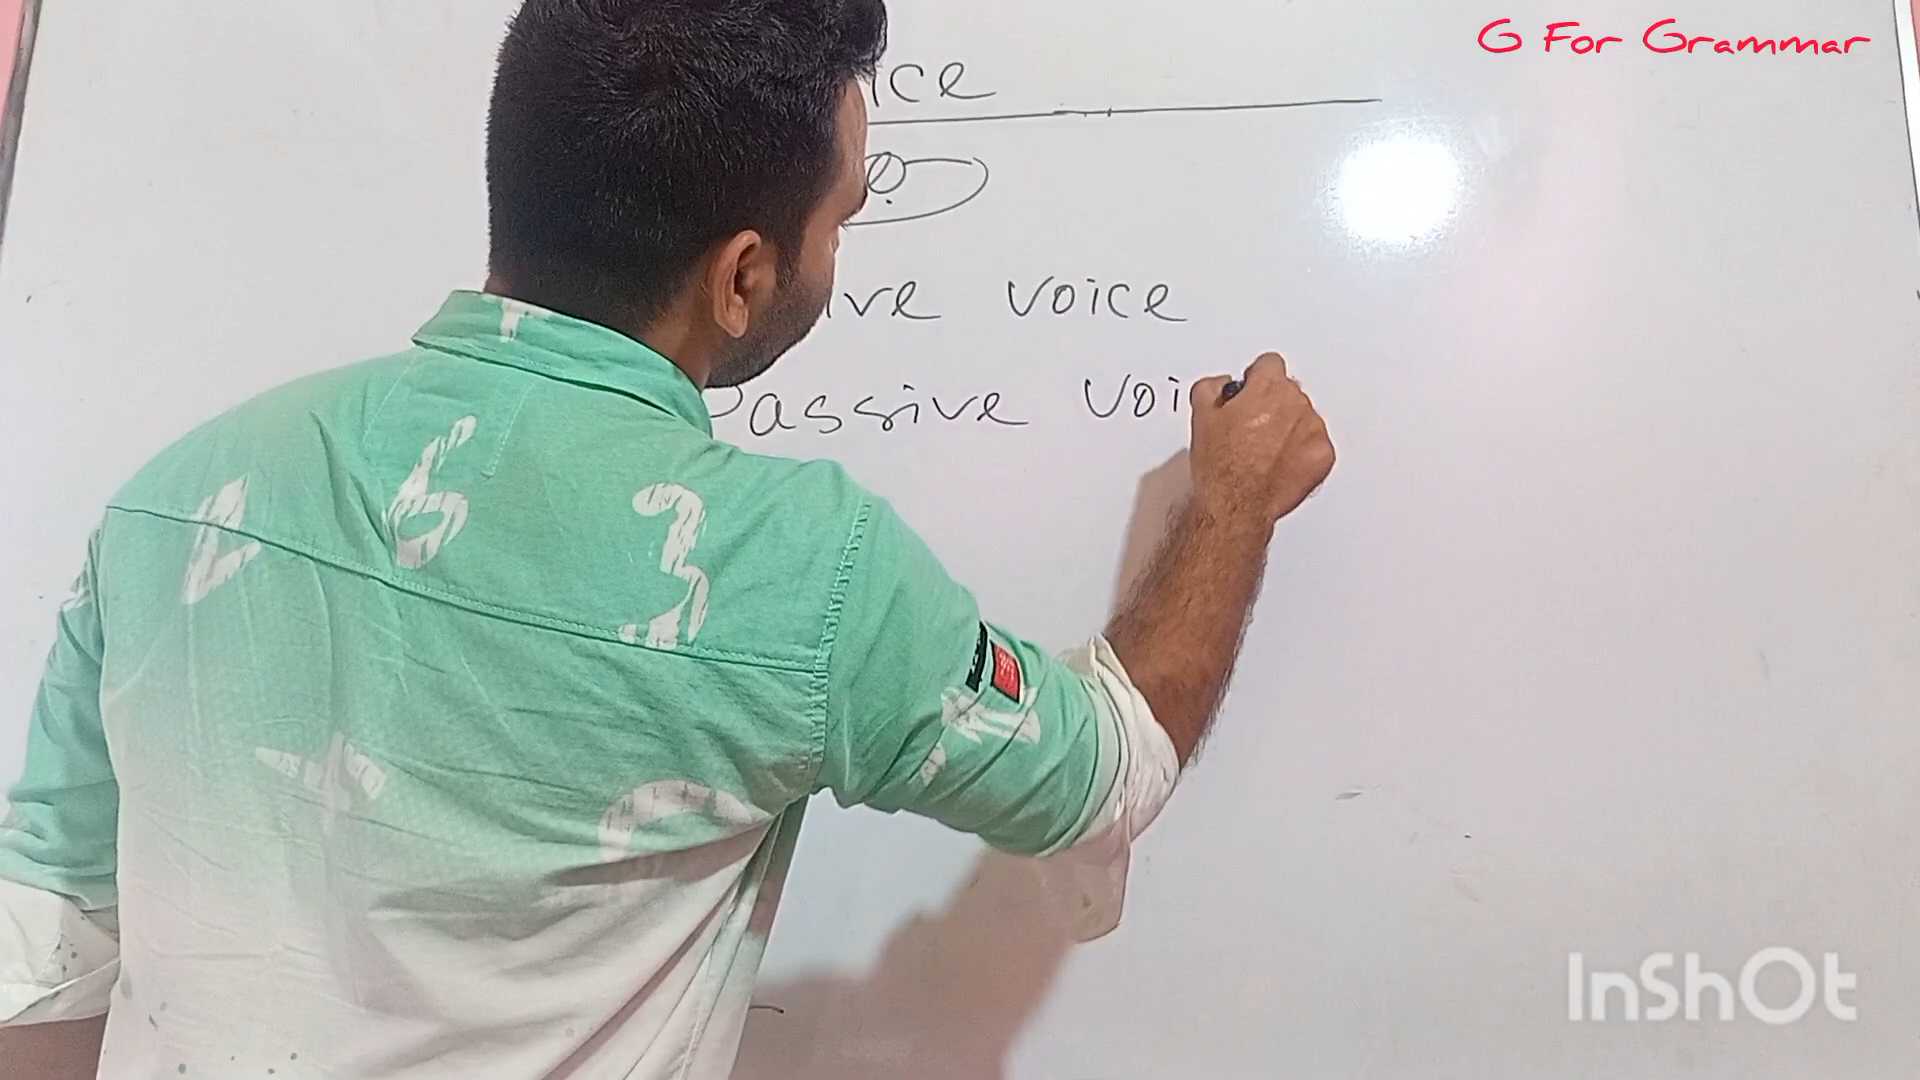 G For Grammar
ice
ive voice
Passive Voi
InShOt